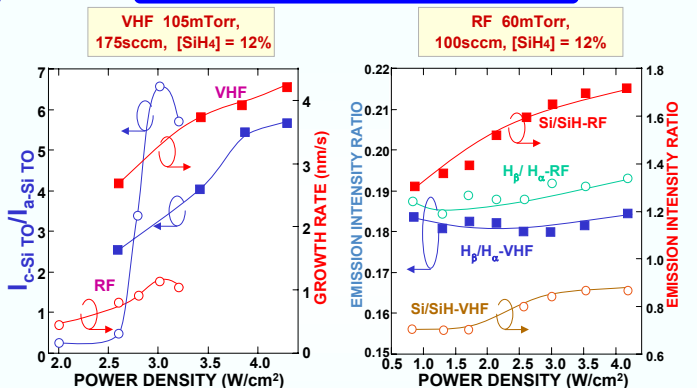 VHF 105mTorr,
175sccm, [SiH4] = 12%
RF 60mTorr,
100sccm, [SiH4] = 12%
Ic-Si TO/Ia-Si TO
7
6
5
4
3
2
1
0
VHF
RF
4
3
2
1
0
GROWTH RATE (nm/s)
2.0 2.5 3.0 3.5 4.0
POWER DENSITY (W/cm²)
EMISSION INTENSITY RATIO
0.22
0.21
0.20
0.19
0.18
0.17
0.16
0.15
Si/SiH-RF
Hβ/ Hα-RF
Hβ/Hα-VHF
Si/SiH-VHF
1.8
1.6
1.4
1.2
1.0
0.8
0.6
EMISSION INTENSITY RATIO
0.5 1.0 1.5 2.0 2.5 3.0 3.5 4.0
POWER DENSITY (W/cm²)